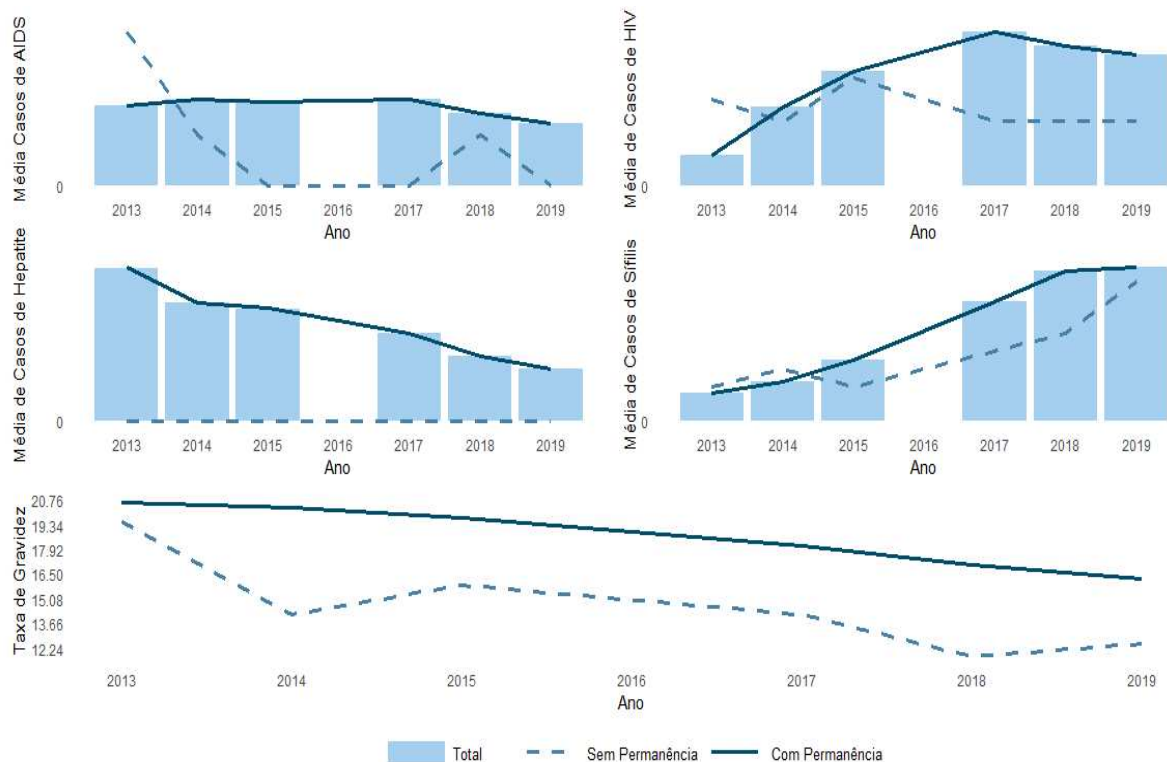 Média Casos de AIDS
0
2013 2014 2015 2016 2017 2018 2019
Ano
Média de Casos de HIV
0
2013 2014 2015 2016 2017 2018 2019
Ano
Média de Casos de Hepatite
0
2013 2014 2015 2016 2017 2018 2019
Ano
Média de Casos de Sífilis
0
2013 2014 2015 2016 2017 2018 2019
Ano
Taxa de Gravidez
20.76
19.34
17.92
16.50
15.08
13.66
12.24
2013 2014 2015 2016 2017 2018 2019
Ano
Total Sem Permanência Com Permanência